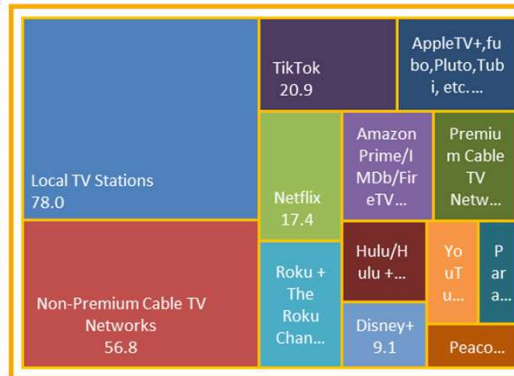 Local TV Stations
78.0
Non-Premium Cable TV
Networks
56.8
TikTok
20.9
AppleTV+,fu
bo,Pluto,Tub
i, etc....
Netflix
17.4
Amazon
Prime/I
MDb/Fir
eTV...
Premiu
m Cable
TV
Netw...
Roku +
The
Roku
Chan...
Hulu/H
ulu +...
Yo
uTu
u...
P
ara
a...
Disney+
9.1
Peaco...